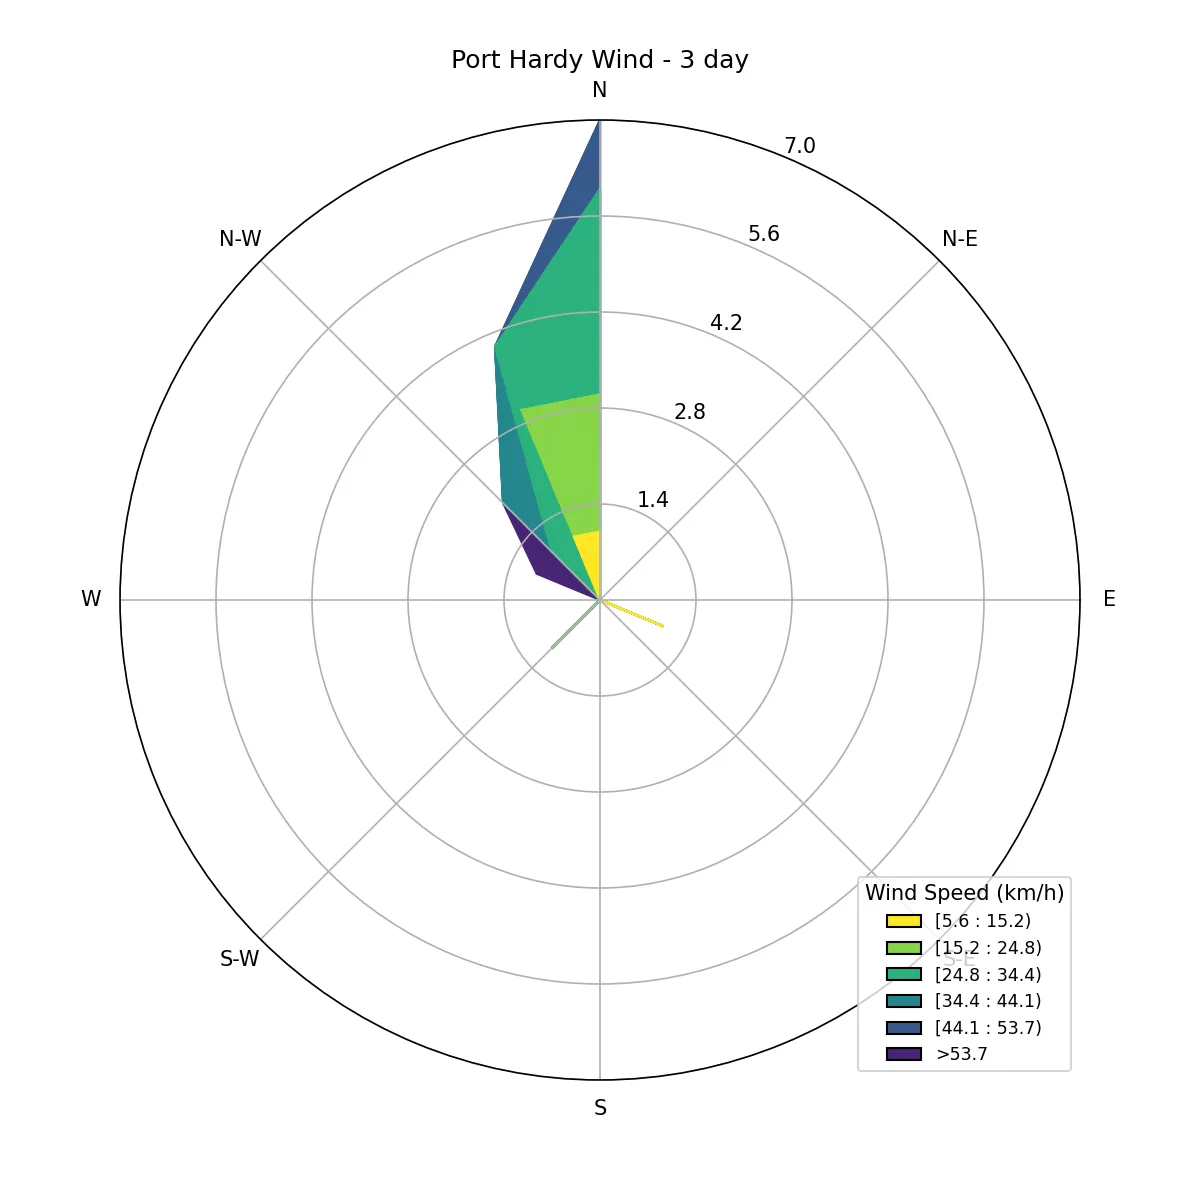 Port Hardy Wind - 3 day
N
7.0
N-W
5.6
N-E
4.2
2.8
1.4
W
E
Wind Speed (km/h)
[5.6 : 15.2)
[15.2 : 24.8)
S-W
S-E
[24.8 : 34.4)
[34.4 : 44.1)
[44.1 : 53.7)
>53.7
S